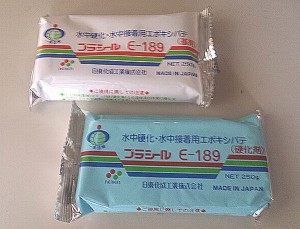 水中硬化・水中接着用エポキシパテ
(基剤)
プラシール E-189
NET 250g
日東化成工業株式会社
MADE IN JAPAN
水中硬化・水中接着用エポキシパテ
(硬化剤)
プラシール E-189
NET 250g
日東化成工業株式会社
MADE IN JAPAN